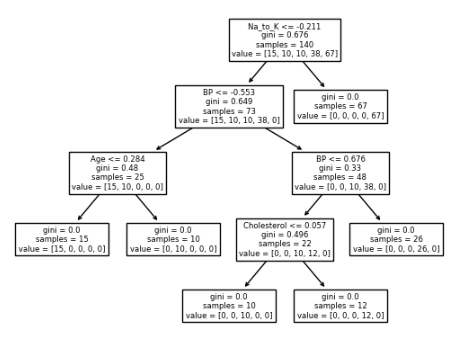 Na_to_K <= -0.211
gini = 0.676
samples = 140
value = [15, 10, 10, 38, 67]
BP <= -0.553
gini = 0.649
samples = 73
value = [15, 10, 10, 38, 0]
gini = 0.0
samples = 67
value = [0, 0, 0, 0, 67]
Age <= 0.284
gini = 0.48
samples = 25
value = [15, 10, 0, 0, 0]
BP <= 0.676
gini = 0.33
samples = 48
value = [0, 0, 10, 38, 0]
gini = 0.0
samples = 15
value = [15, 0, 0, 0, 0]
gini = 0.0
samples = 10
value = [0, 10, 0, 0, 0]
Cholesterol <= 0.057
gini = 0.496
samples = 22
value = [0, 0, 10, 12, 0]
gini = 0.0
samples = 26
value = [0, 0, 0, 26, 0]
gini = 0.0
samples = 10
value = [0, 0, 10, 0, 0]
gini = 0.0
samples = 12
value = [0, 0, 0, 12, 0]